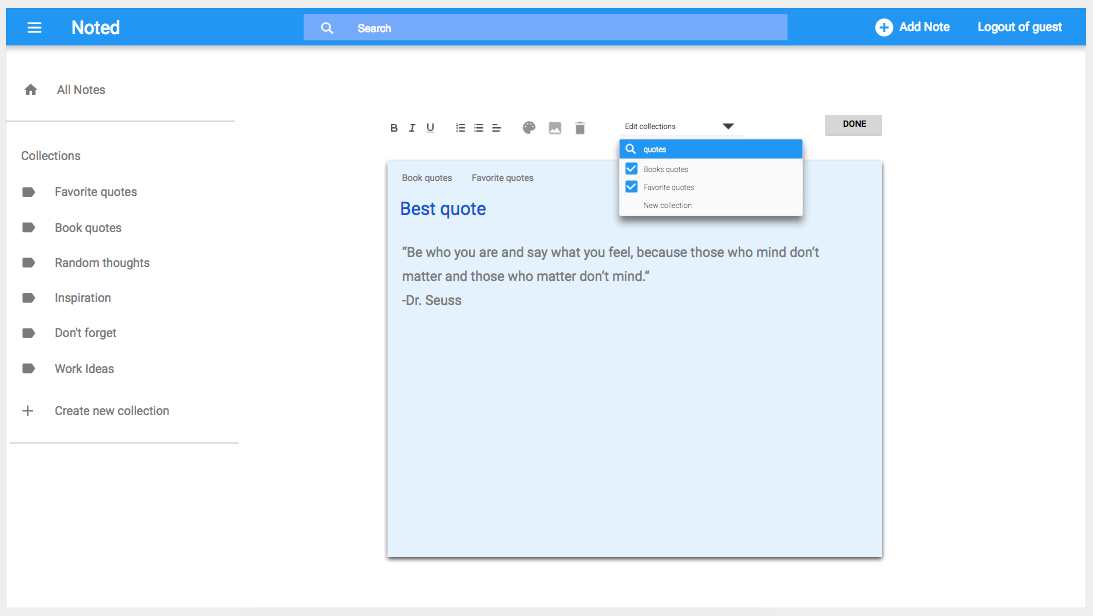 Noted
Search
Add Note
Logout of guest
All Notes
Collections
Favorite quotes
Book quotes
Random thoughts
Inspiration
Don't forget
Work Ideas
Create new collection
B I U
Edit collections
DONE
quotes
Books quotes
Favorite quotes
New collection
Book quotes Favorite quotes
Best quote
“Be who you are and say what you feel, because those who mind don’t
matter and those who matter don’t mind.”
-Dr. Seuss